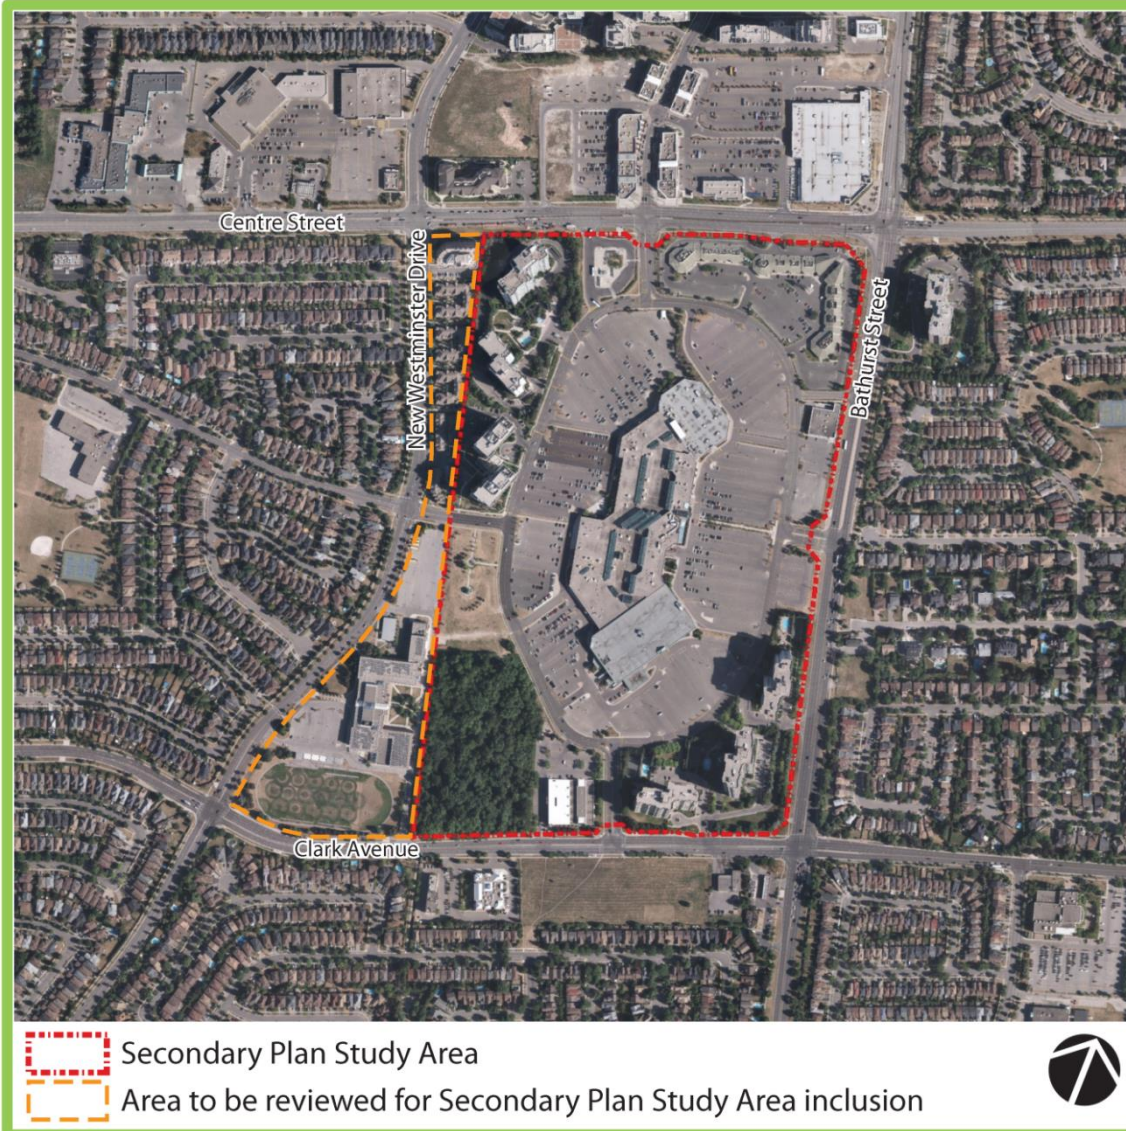 Centre Street
New Westminster Drive
Bathurst Street
Clark Avenue
Secondary Plan Study Area
Area to be reviewed for Secondary Plan Study Area inclusion